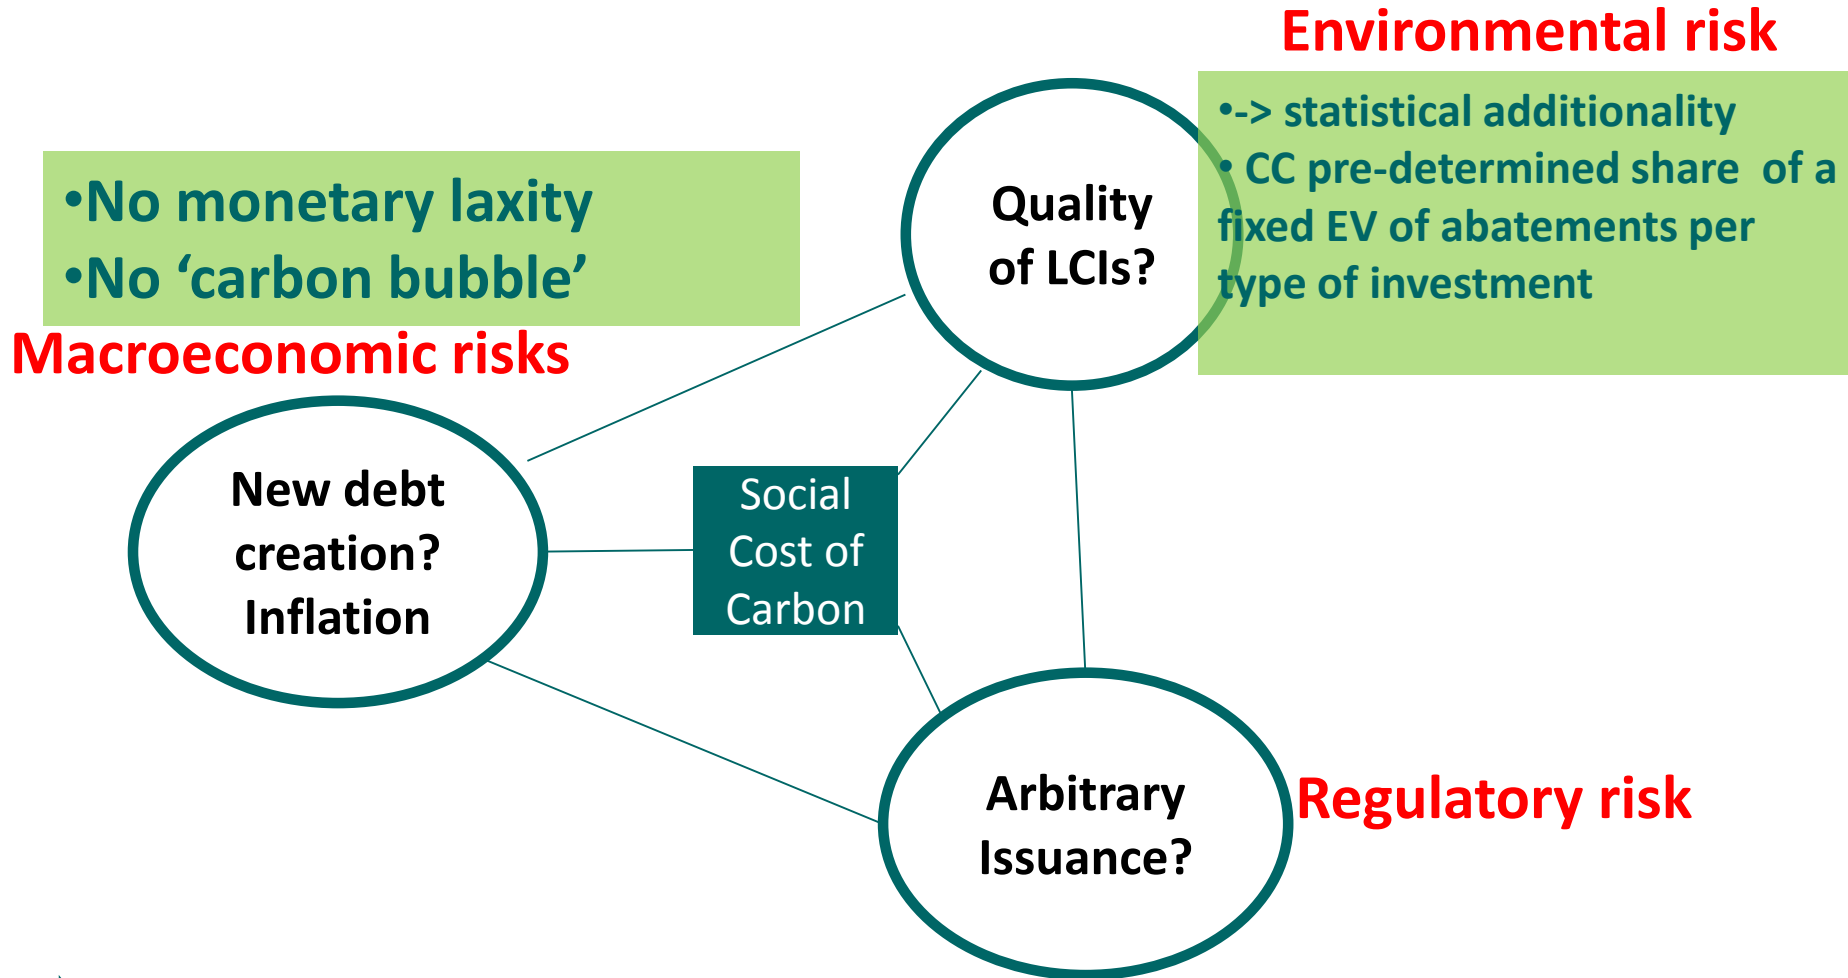 Environmental risk
•-> statistical additionality
• CC pre-determined share of a
fixed EV of abatements per
type of investment
•No monetary laxity
•No ‘carbon bubble’
Macroeconomic risks
Quality
of LCIs?
New debt
creation?
Inflation
Social
Cost of
Carbon
Arbitrary
Issuance?
Regulatory risk